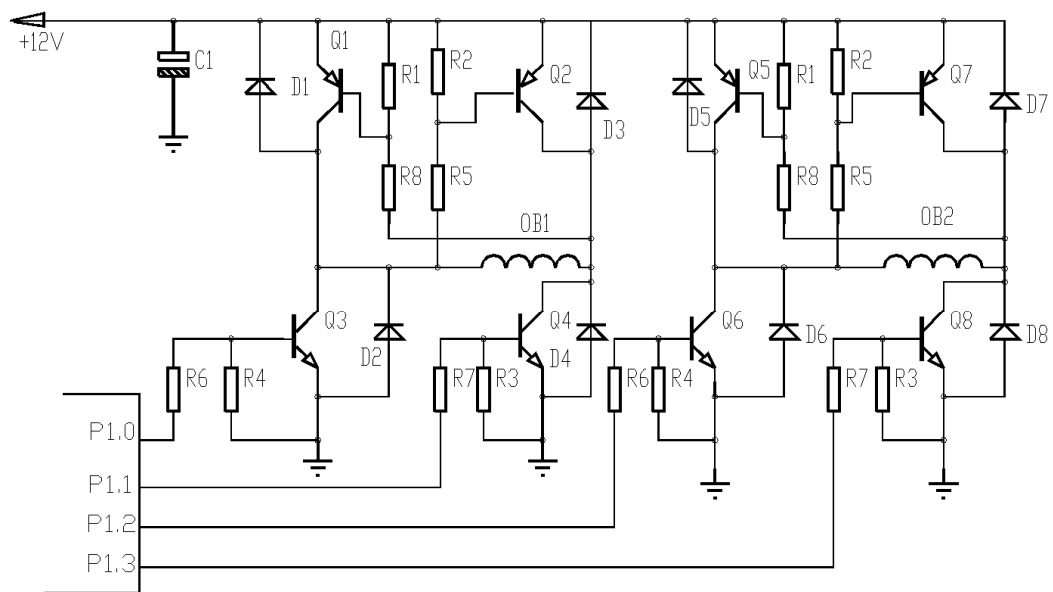 +12V
C1
D1
Q1
R1
R2
Q2
D3
D5
Q5
R1
R2
Q7
D7
R8
R5
R8
R5
OB1
OB2
Q3
D2
Q4
D4
Q6
D6
Q8
D8
R6
R4
R7
R3
R6
R4
R7
R3
P1.0
P1.1
P1.2
P1.3